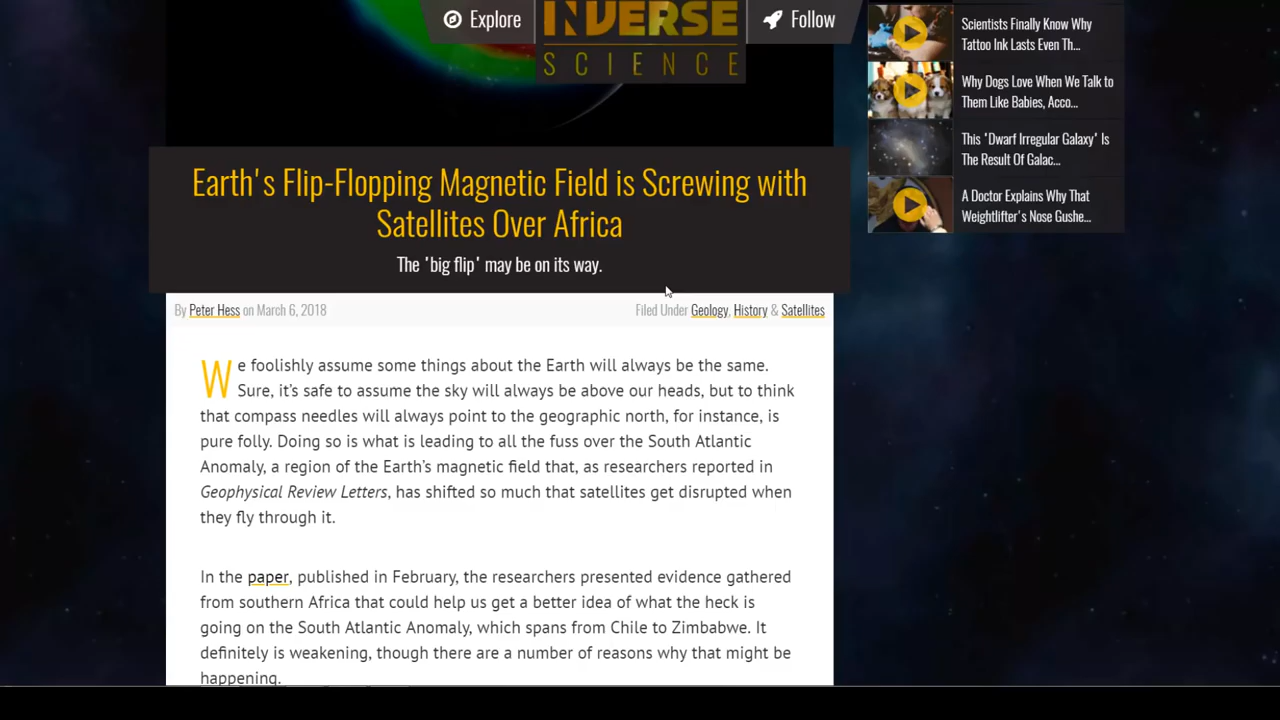 Explore
INVERSE
SCIENCE
Follow
Scientists Finally Know Why
Tattoo Ink Lasts Even Th...
Why Dogs Love When We Talk to
Them Like Babies, Acco...
This 'Dwarf Irregular Galaxy' Is
The Result Of Galac...
A Doctor Explains Why That
Weightlifter's Nose Gushe...
Earth's Flip-Flopping Magnetic Field is Screwing with
Satellites Over Africa
The 'big flip' may be on its way.
By Peter Hess on March 6, 2018
Filed Under Geology, History & Satellites
We foolishly assume some things about the Earth will always be the same.
Sure, it's safe to assume the sky will always be above our heads, but to think
that compass needles will always point to the geographic north, for instance, is
pure folly. Doing so is what is leading to all the fuss over the South Atlantic
Anomaly, a region of the Earth's magnetic field that, as researchers reported in
Geophysical Review Letters, has shifted so much that satellites get disrupted when
they fly through it.
In the paper, published in February, the researchers presented evidence gathered
from southern Africa that could help us get a better idea of what the heck is
going on the South Atlantic Anomaly, which spans from Chile to Zimbabwe. It
definitely is weakening, though there are a number of reasons why that might be
happening.